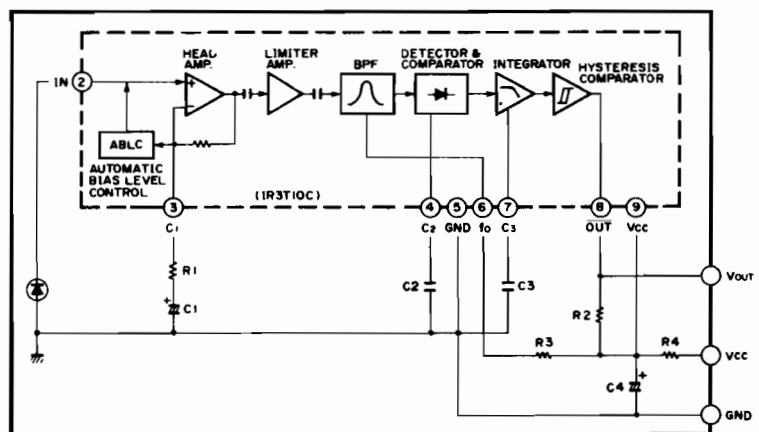 HEAD AMP.
LIMITER AMP.
BPF
DETECTOR & COMPARATOR
INTEGRATOR
HYSTERESIS COMPARATOR
IN 2
+
−
ABLC
AUTOMATIC BIAS LEVEL CONTROL
(IR3T10C)
3 4 5 6 7 8 9
C1 C2 GND fo C3 OUT VCC
R1
+ C1
C2
C3
R2
VOUT
R3
R4
VCC
C4 +
GND